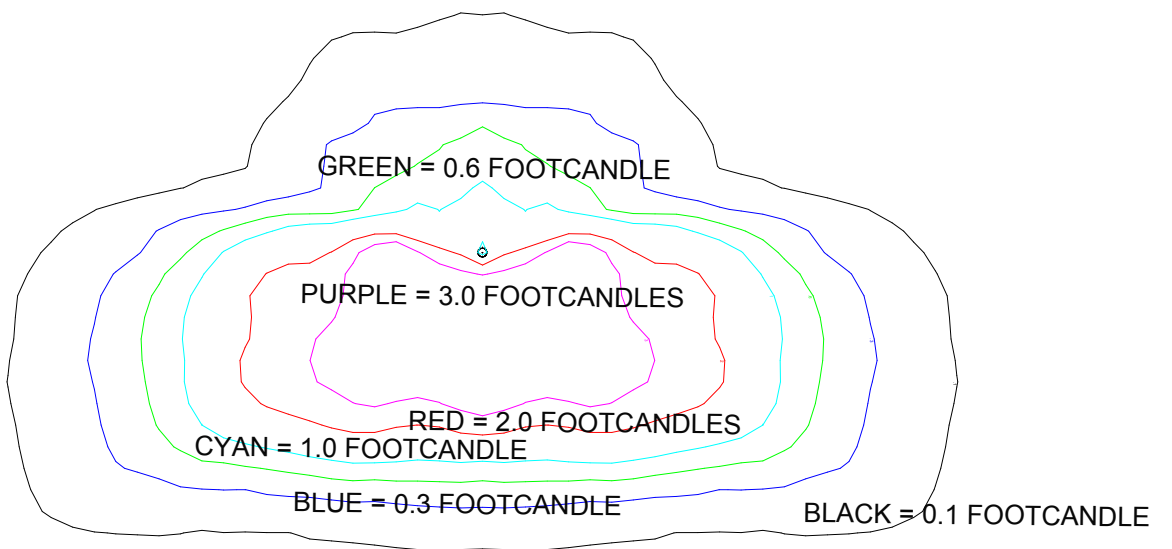 GREEN = 0.6 FOOTCANDLE
PURPLE = 3.0 FOOTCANDLES
RED = 2.0 FOOTCANDLES
CYAN = 1.0 FOOTCANDLE
BLUE = 0.3 FOOTCANDLE
BLACK = 0.1 FOOTCANDLE